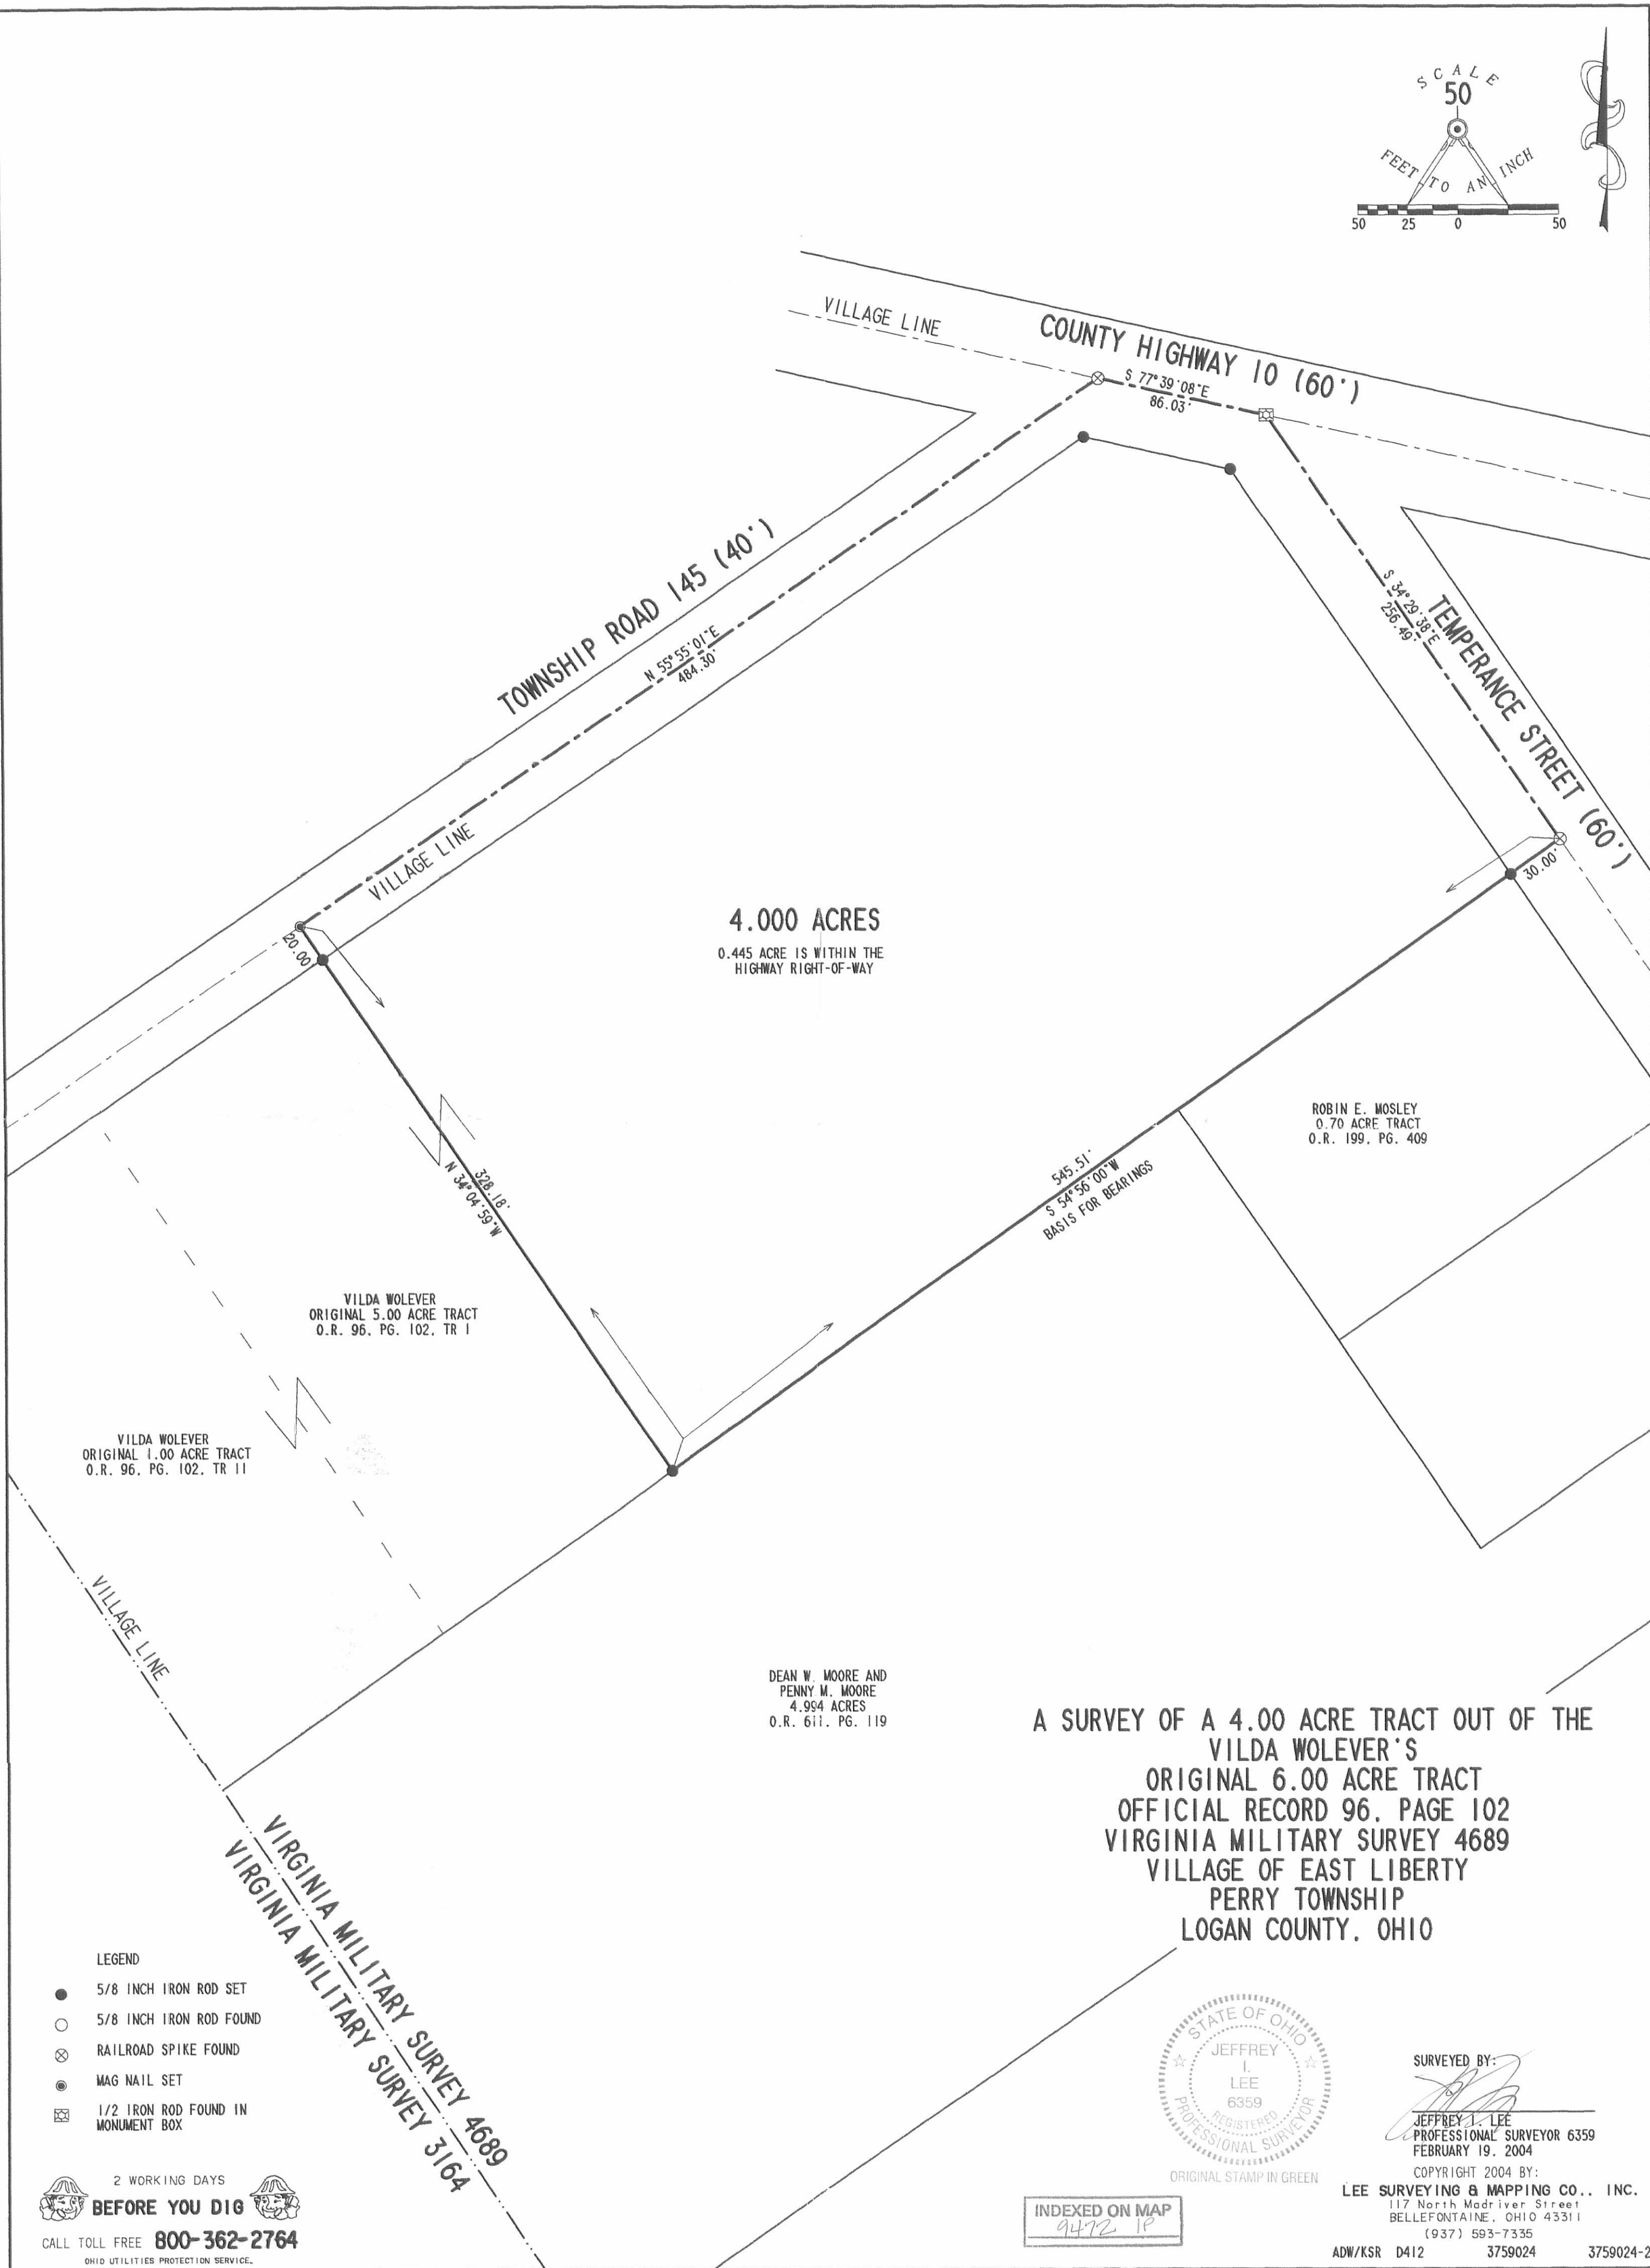 SCALE
50
FEET TO AN INCH
50 25 0 50
VILLAGE LINE
COUNTY HIGHWAY 10 (60')
S 77°39'08"E
86.03'
TOWNSHIP ROAD 145 (40')
N 55°55'01"E
484.30'
S 34°29'38"E
256.49'
TEMPERANCE STREET (60')
VILLAGE LINE
30.00'
20.00'
4.000 ACRES
0.445 ACRE IS WITHIN THE
HIGHWAY RIGHT-OF-WAY
ROBIN E. MOSLEY
0.70 ACRE TRACT
O.R. 199, PG. 409
328.18'
N 34°04'59"W
545.51'
S 54°56'00"W
BASIS FOR BEARINGS
VILDA WOLEVER
ORIGINAL 5.00 ACRE TRACT
O.R. 96, PG. 102, TR I
VILDA WOLEVER
ORIGINAL 1.00 ACRE TRACT
O.R. 96, PG. 102, TR II
VILLAGE LINE
DEAN W. MOORE AND
PENNY M. MOORE
4.994 ACRES
O.R. 611, PG. 119
A SURVEY OF A 4.00 ACRE TRACT OUT OF THE
VILDA WOLEVER'S
ORIGINAL 6.00 ACRE TRACT
OFFICIAL RECORD 96, PAGE 102
VIRGINIA MILITARY SURVEY 4689
VILLAGE OF EAST LIBERTY
PERRY TOWNSHIP
LOGAN COUNTY, OHIO
VIRGINIA MILITARY SURVEY 4689
VIRGINIA MILITARY SURVEY 3164
LEGEND
5/8 INCH IRON ROD SET
5/8 INCH IRON ROD FOUND
RAILROAD SPIKE FOUND
MAG NAIL SET
1/2 IRON ROD FOUND IN
MONUMENT BOX
2 WORKING DAYS
BEFORE YOU DIG
CALL TOLL FREE 800-362-2764
OHIO UTILITIES PROTECTION SERVICE.
STATE OF OHIO
JEFFREY
I.
LEE
6359
REGISTERED
PROFESSIONAL SURVEYOR
ORIGINAL STAMP IN GREEN
INDEXED ON MAP
9472 IP
SURVEYED BY:
JEFFREY I. LEE
PROFESSIONAL SURVEYOR 6359
FEBRUARY 19, 2004
COPYRIGHT 2004 BY:
LEE SURVEYING & MAPPING CO., INC.
117 North Madriver Street
BELLEFONTAINE, OHIO 43311
(937) 593-7335
ADW/KSR D412 3759024 3759024-2